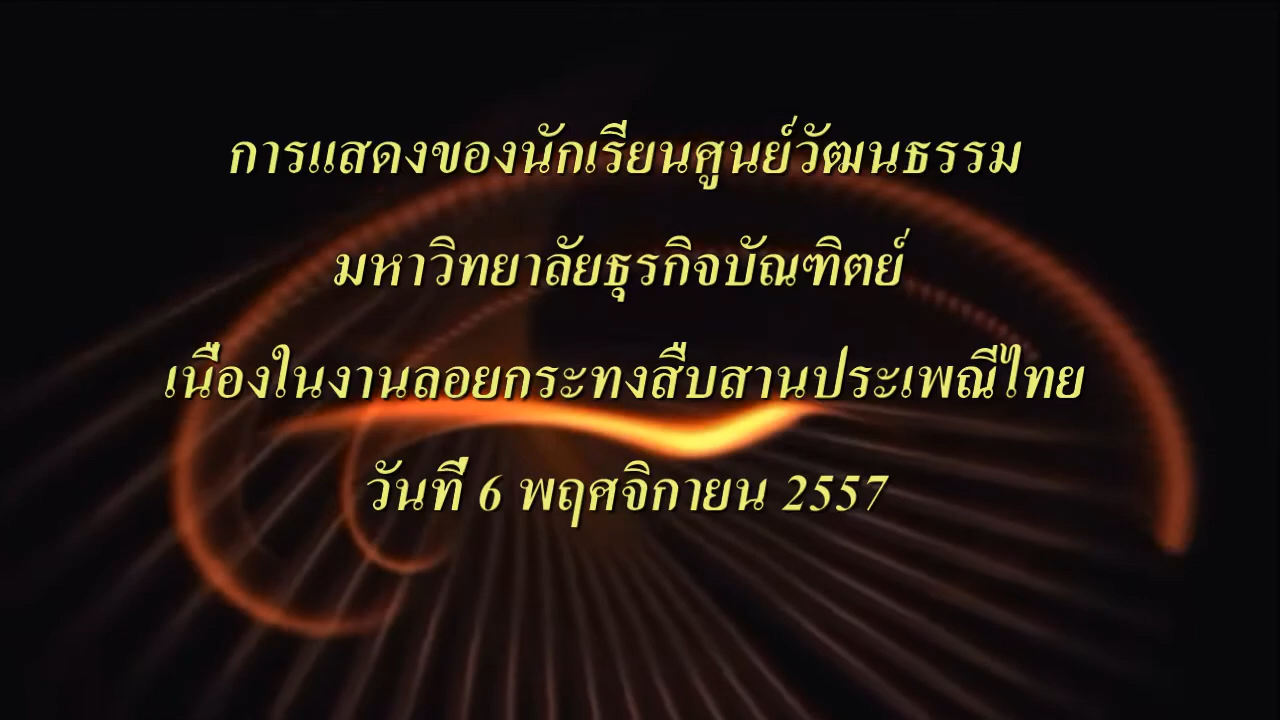 การแสดงของนักเรียนศูนย์วัฒนธรรม
มหาวิทยาลัยธุรกิจบัณฑิตย์
เนื่องในงานลอยกระทงสืบสานประเพณีไทย
วันที่ 6 พฤศจิกายน 2557